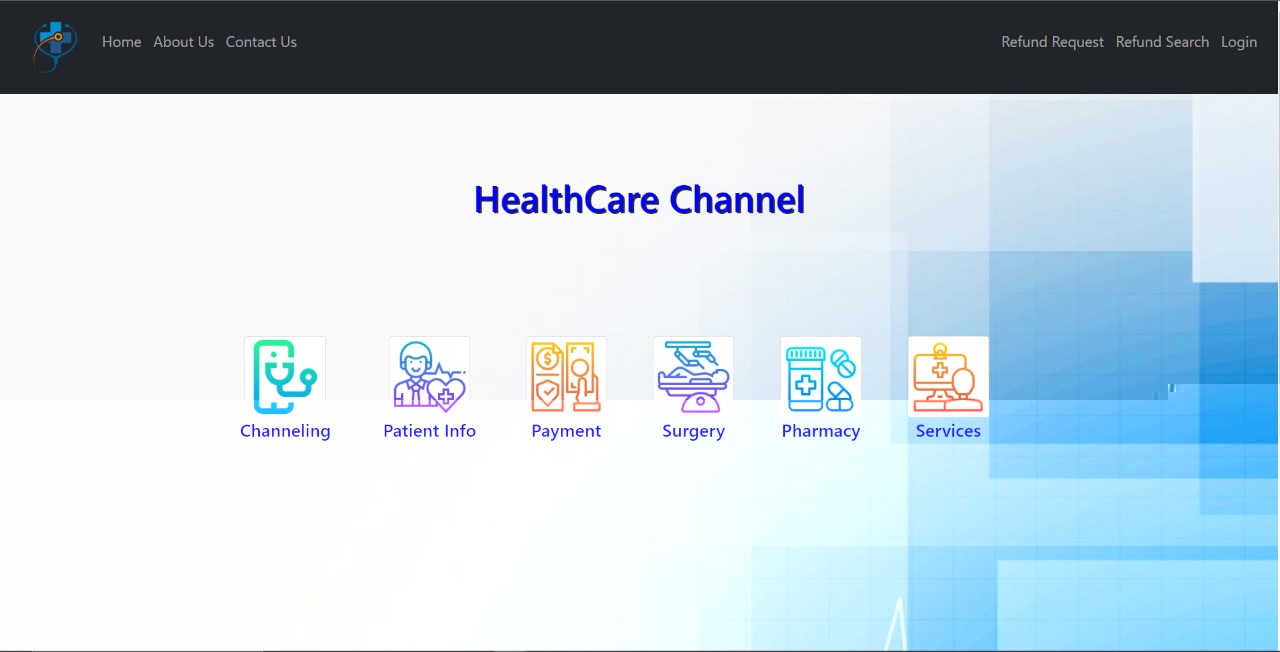 Home About Us Contact Us Refund Request Refund Search Login
HealthCare Channel
Channeling Patient Info Payment Surgery Pharmacy Services